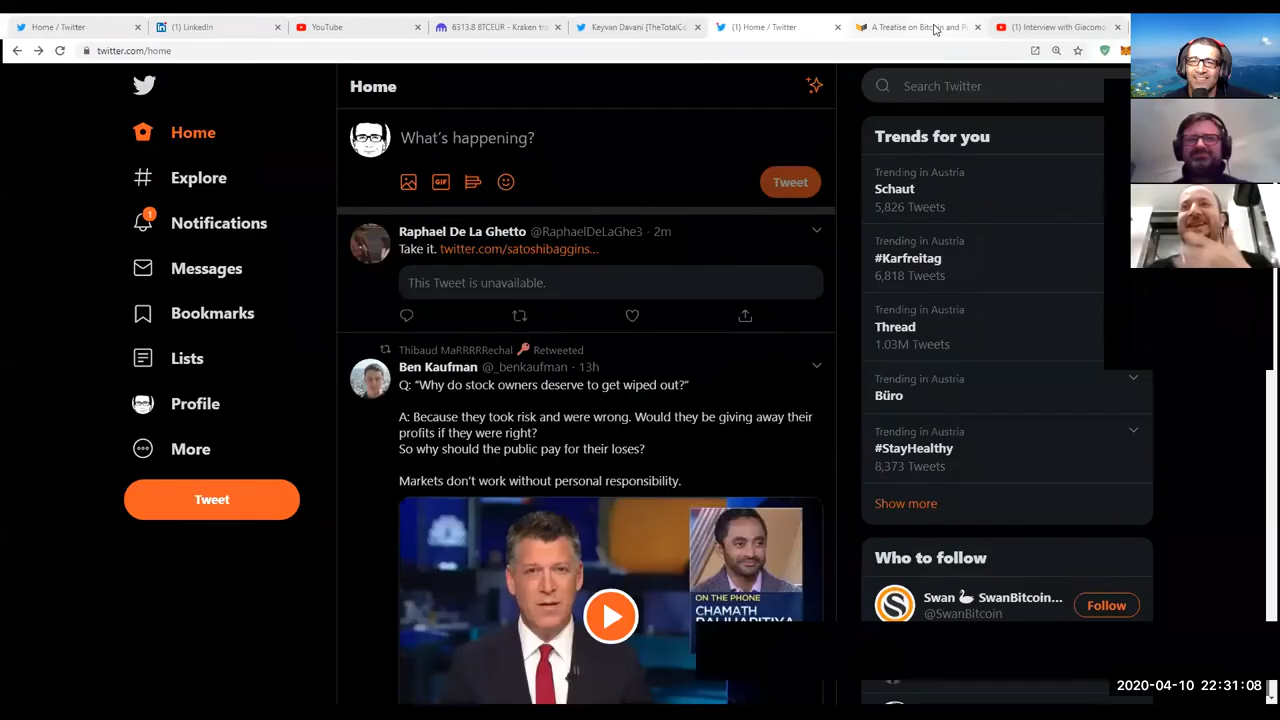 Home / Twitter
(1) LinkedIn
YouTube
6313.8 BTCEUR - Kraken tra
Keyvan Davani [TheTotalCo
(1) Home / Twitter
A Treatise on Bitcoin and Pr
(1) Interview with Giacomo
twitter.com/home
Home
Explore
1
Notifications
Messages
Bookmarks
Lists
Profile
More
Tweet
Home
What's happening?
GIF
Tweet
Raphael De La Ghetto @RaphaelDeLaGhe3 · 2m
Take it. twitter.com/satoshibaggins...
This Tweet is unavailable.
Thibaud MaRRRRRechal Retweeted
Ben Kaufman @_benkaufman · 13h
Q: “Why do stock owners deserve to get wiped out?”
A: Because they took risk and were wrong. Would they be giving away their
profits if they were right?
So why should the public pay for their loses?
Markets don't work without personal responsibility.
ON THE PHONE
CHAMATH
Search Twitter
Trends for you
Trending in Austria
Schaut
5,826 Tweets
Trending in Austria
#Karfreitag
6,818 Tweets
Trending in Austria
Thread
1.03M Tweets
Trending in Austria
Büro
Trending in Austria
#StayHealthy
8,373 Tweets
Show more
Who to follow
Swan SwanBitcoin...
@SwanBitcoin
Follow
2020-04-10 22:31:08